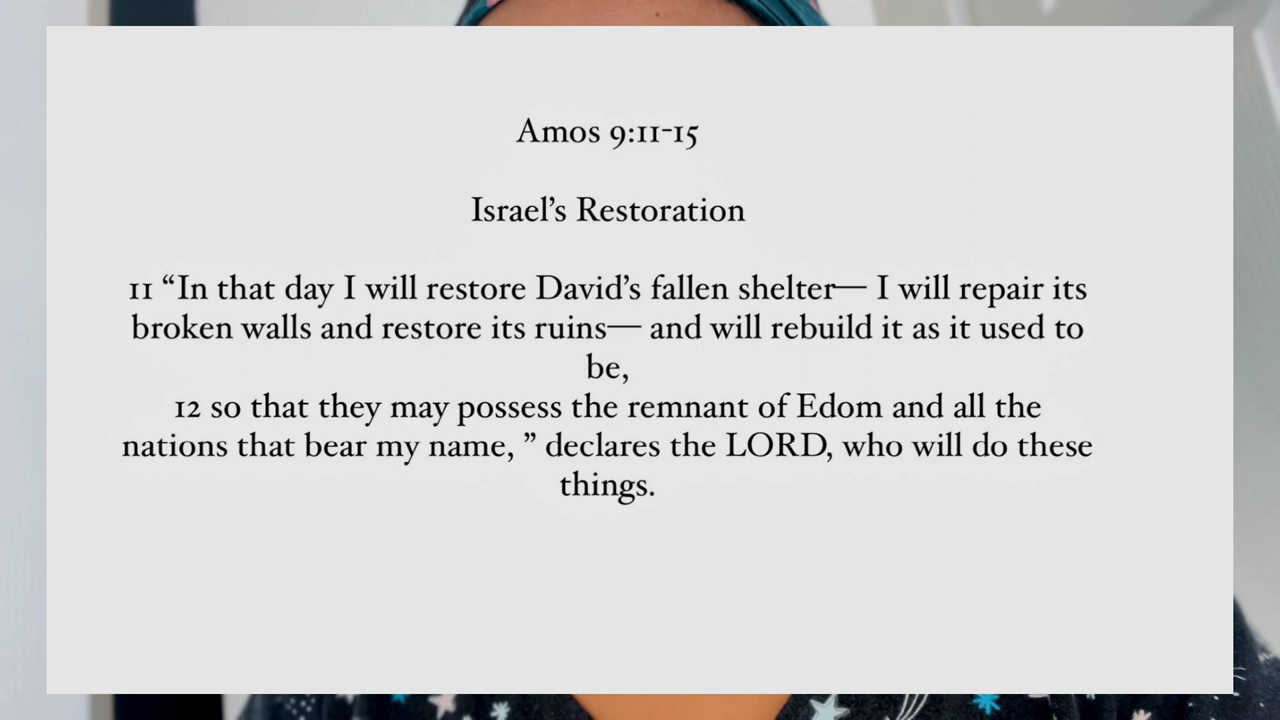 Amos 9:11-15
Israel’s Restoration
11 “In that day I will restore David’s fallen shelter— I will repair its
broken walls and restore its ruins— and will rebuild it as it used to
be,
12 so that they may possess the remnant of Edom and all the
nations that bear my name, ” declares the LORD, who will do these
things.